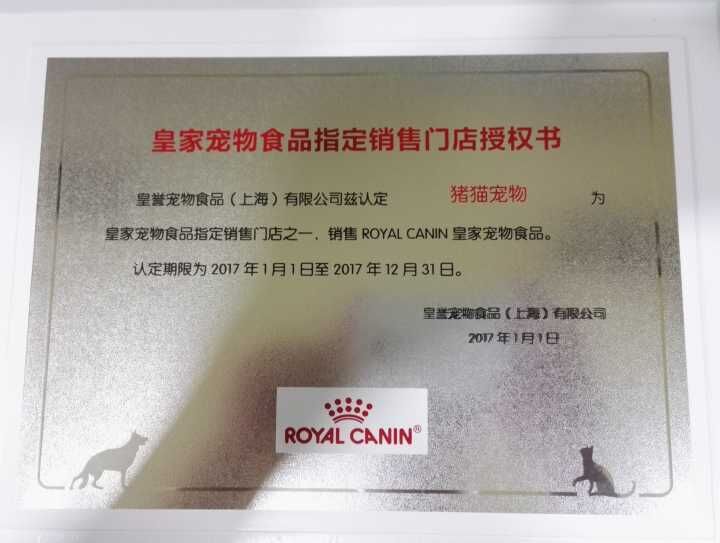 皇家宠物食品指定销售门店授权书
皇誉宠物食品（上海）有限公司兹认定 猪猫宠物 为
皇家宠物食品指定销售门店之一，销售 ROYAL CANIN 皇家宠物食品。
认定期限为 2017 年 1 月 1 日至 2017 年 12 月 31 日。
皇誉宠物食品（上海）有限公司
2017 年 1 月 1 日
ROYAL CANIN®